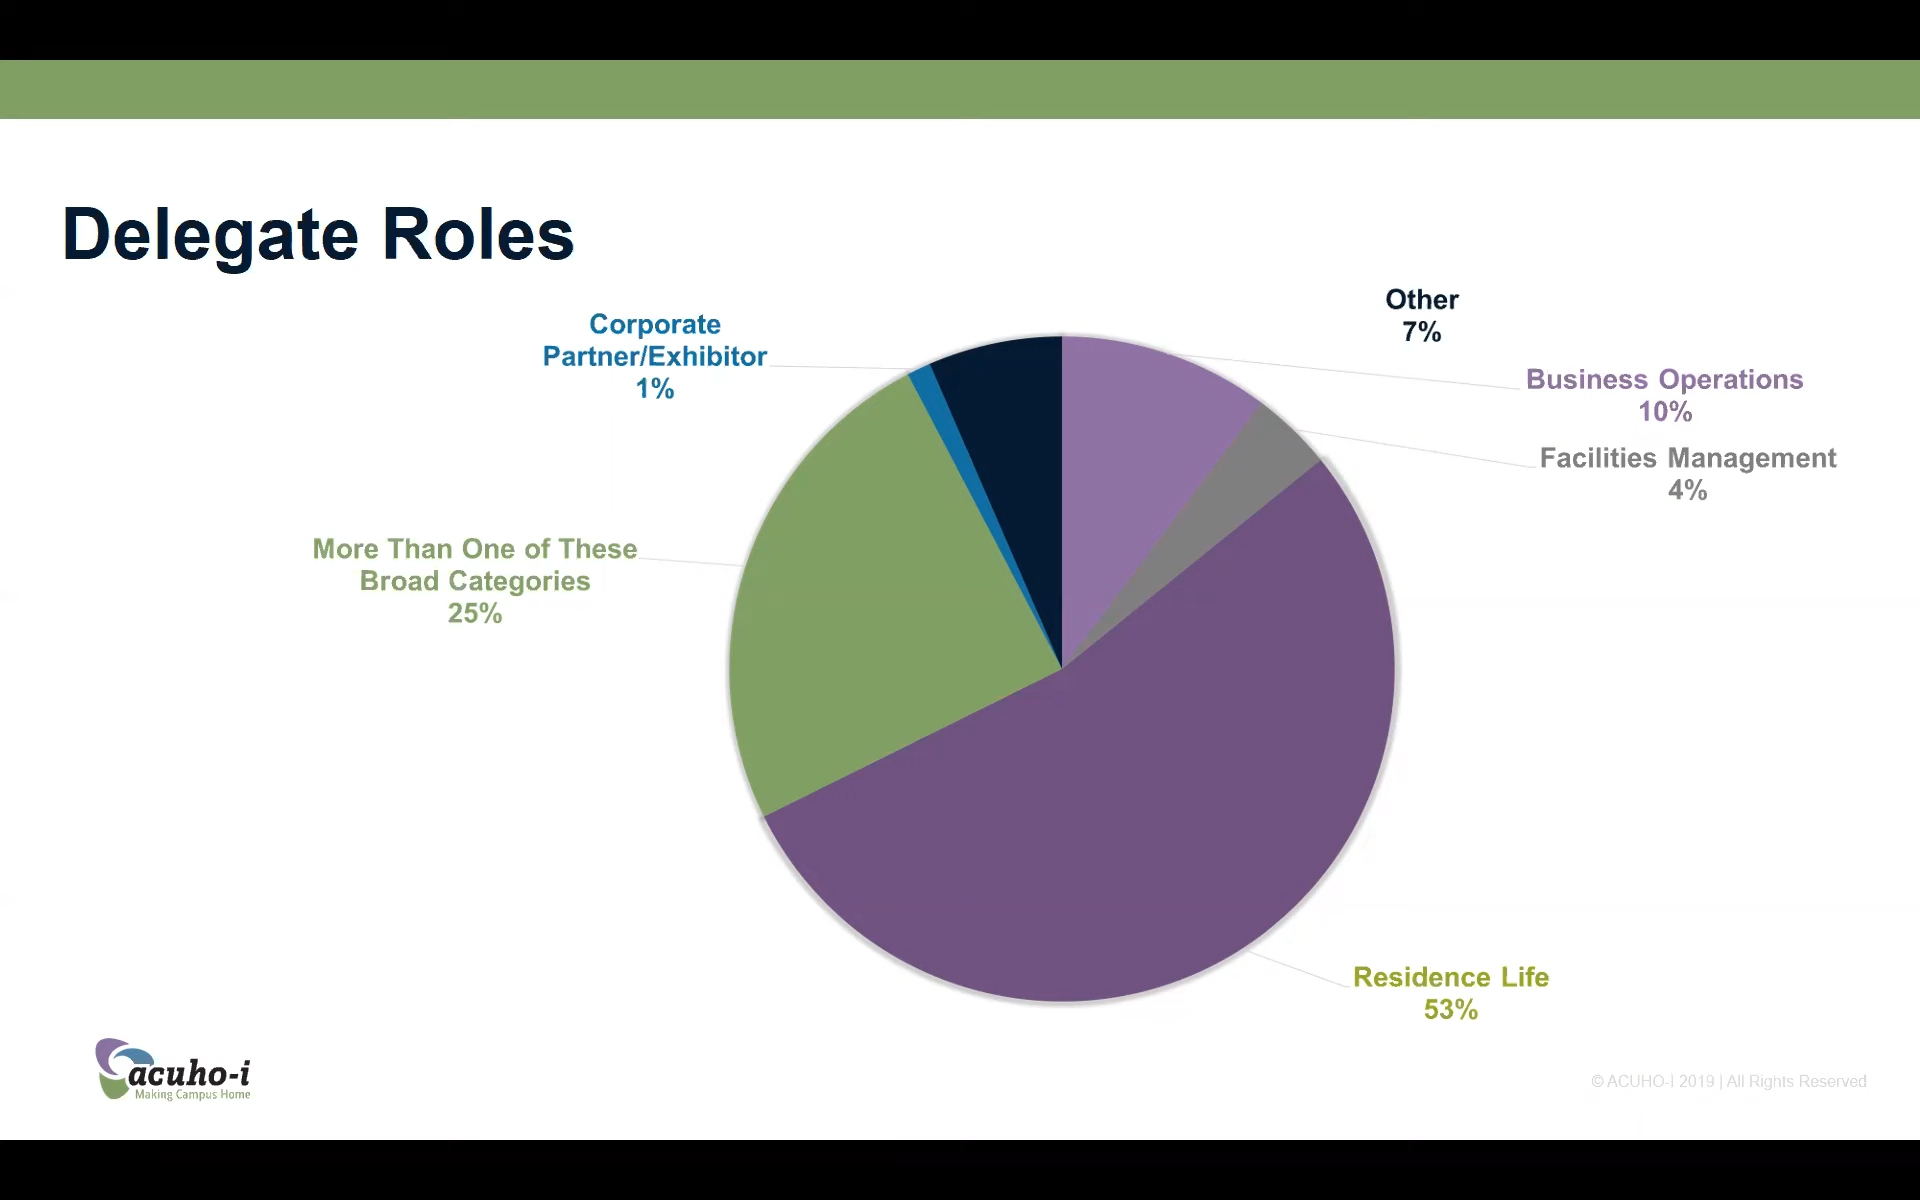 Delegate Roles
Other
7%
Corporate
Partner/Exhibitor
1%
Business Operations
10%
Facilities Management
4%
More Than One of These
Broad Categories
25%
Residence Life
53%
acuho-i
Making Campus Home
© ACUHO-I 2019 | All Rights Reserved